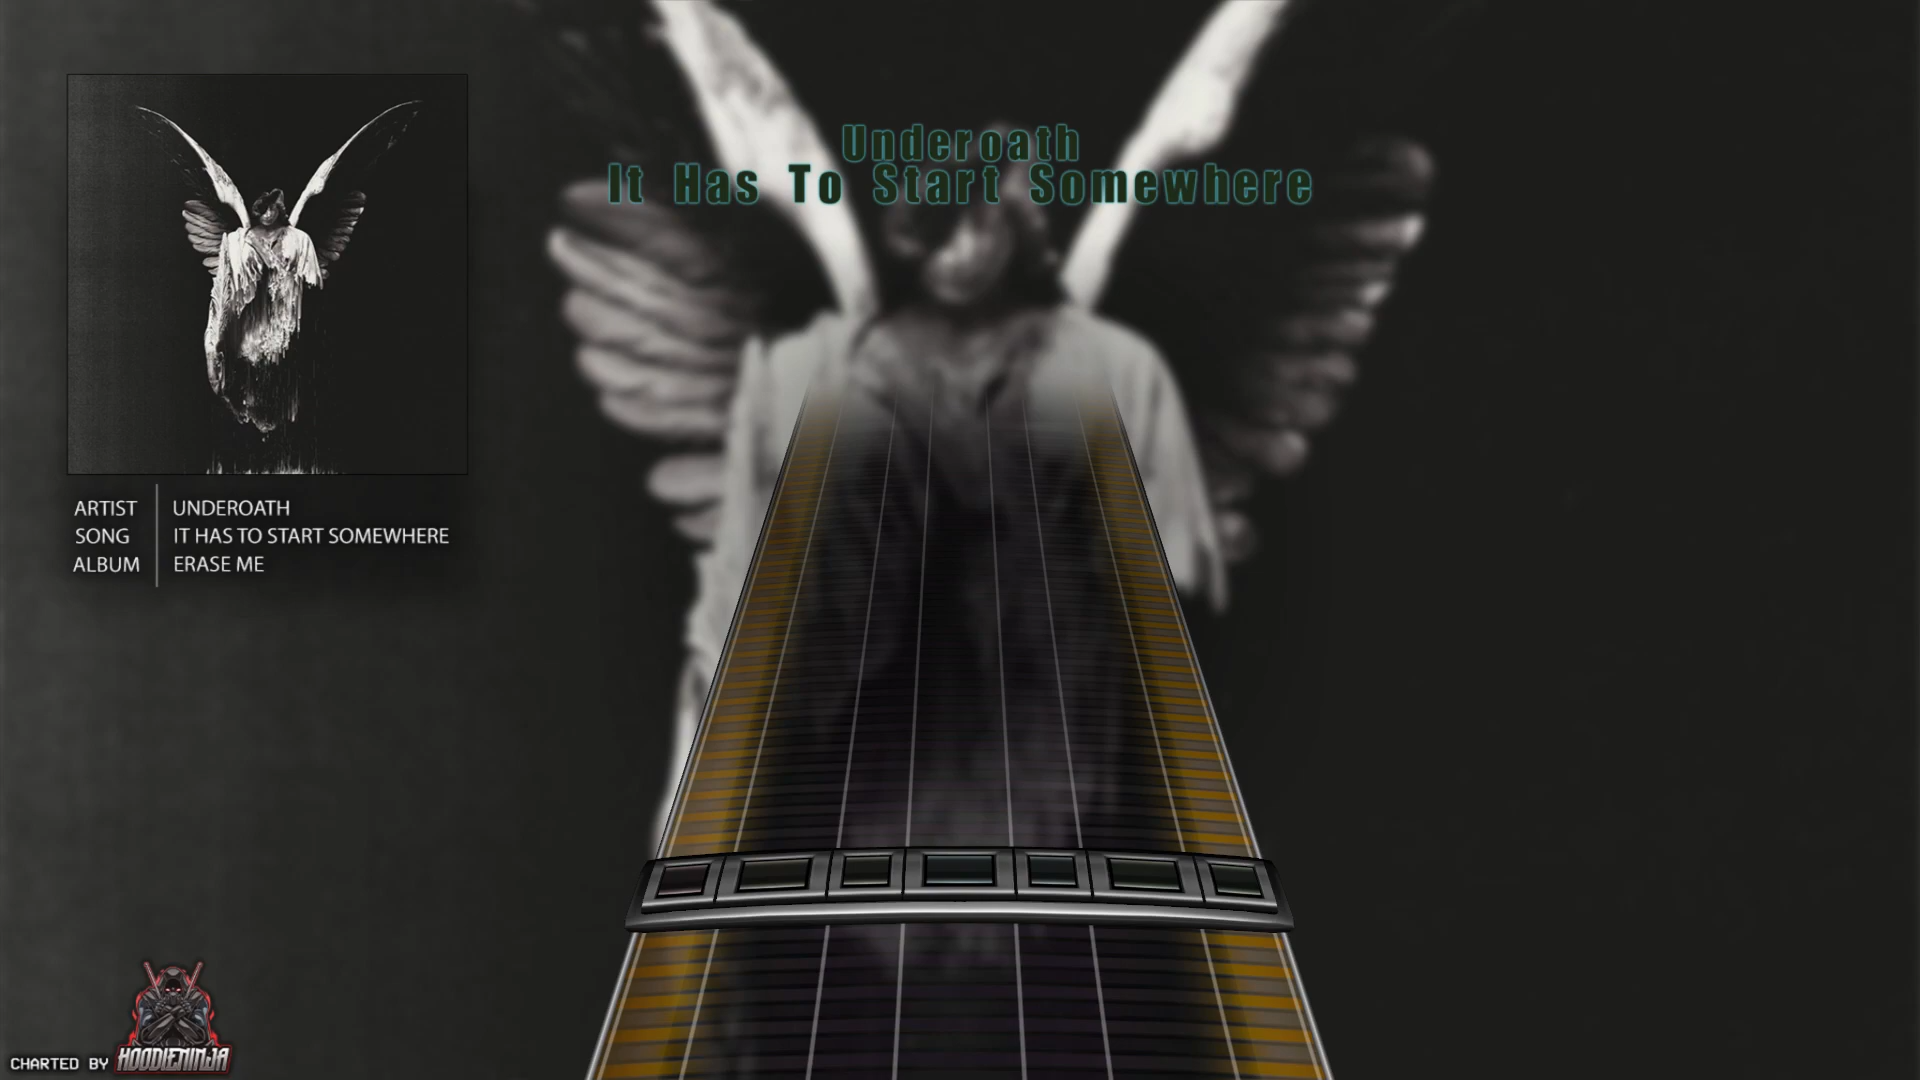 Underoath
It Has To Start Somewhere
ARTIST UNDEROATH
SONG IT HAS TO START SOMEWHERE
ALBUM ERASE ME
CHARTED BY HOODIENINJA